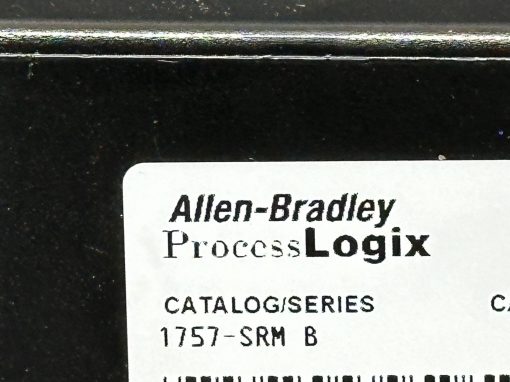 Allen-Bradley
ProcessLogix
CATALOG/SERIES
1757-SRM B